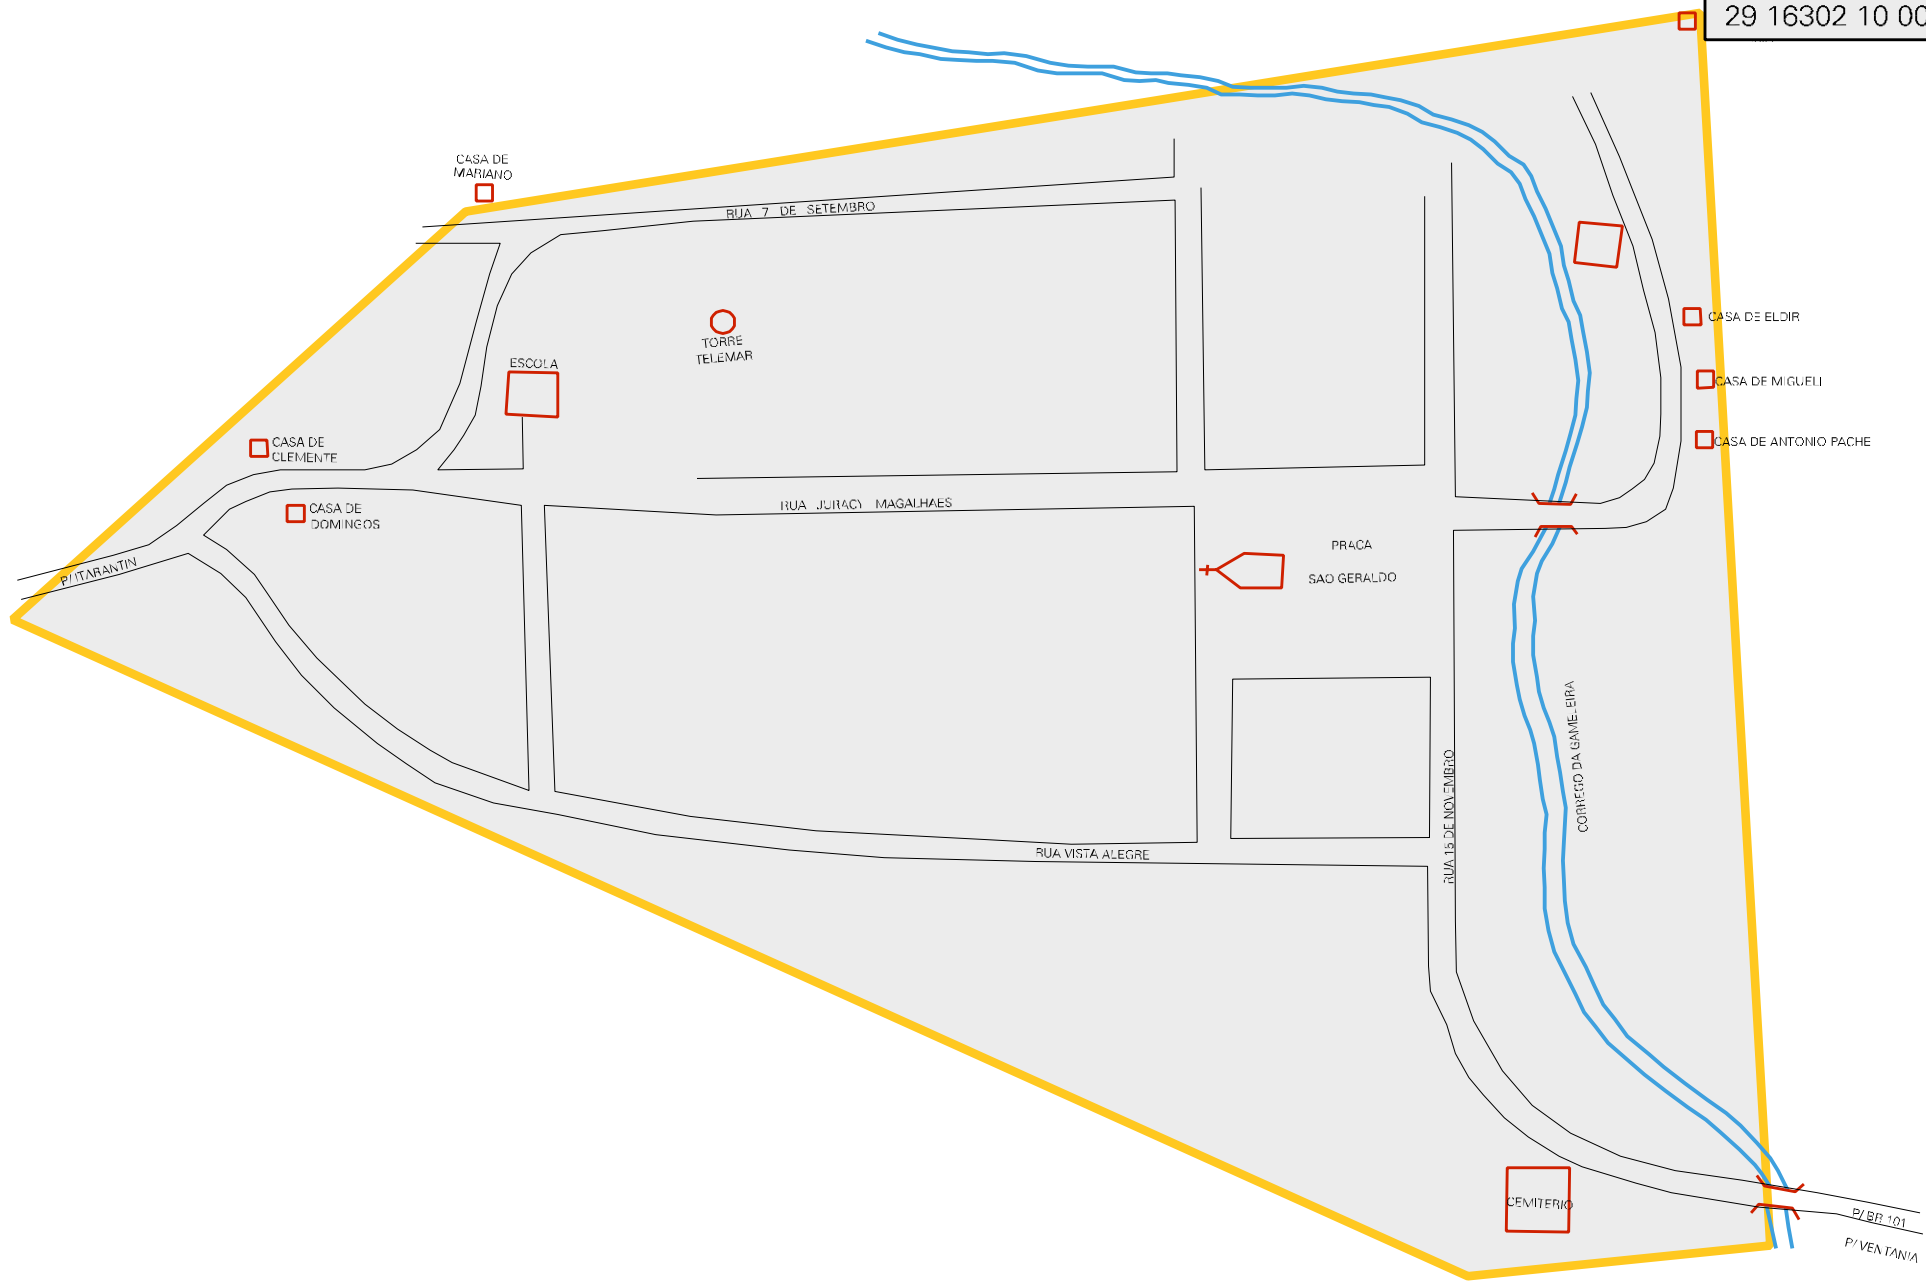 29 16302 10 00
CASA DE
MARIANO
RUA 7 DE SETEMBRO
CASA DE ELDIR
TORRE
TELEMAR
ESCOLA
CASA DE MIGUELI
CASA DE
CLEMENTE
CASA DE ANTONIO PACHE
RUA JURACY MAGALHAES
CASA DE
DOMINGOS
PRACA
SAO GERALDO
P/ ITARANTIN
CORREGO DA GAMELEIRA
RUA 15 DE NOVEMBRO
RUA VISTA ALEGRE
CEMITERIO
P/ BR 101
P/ VENTANIA